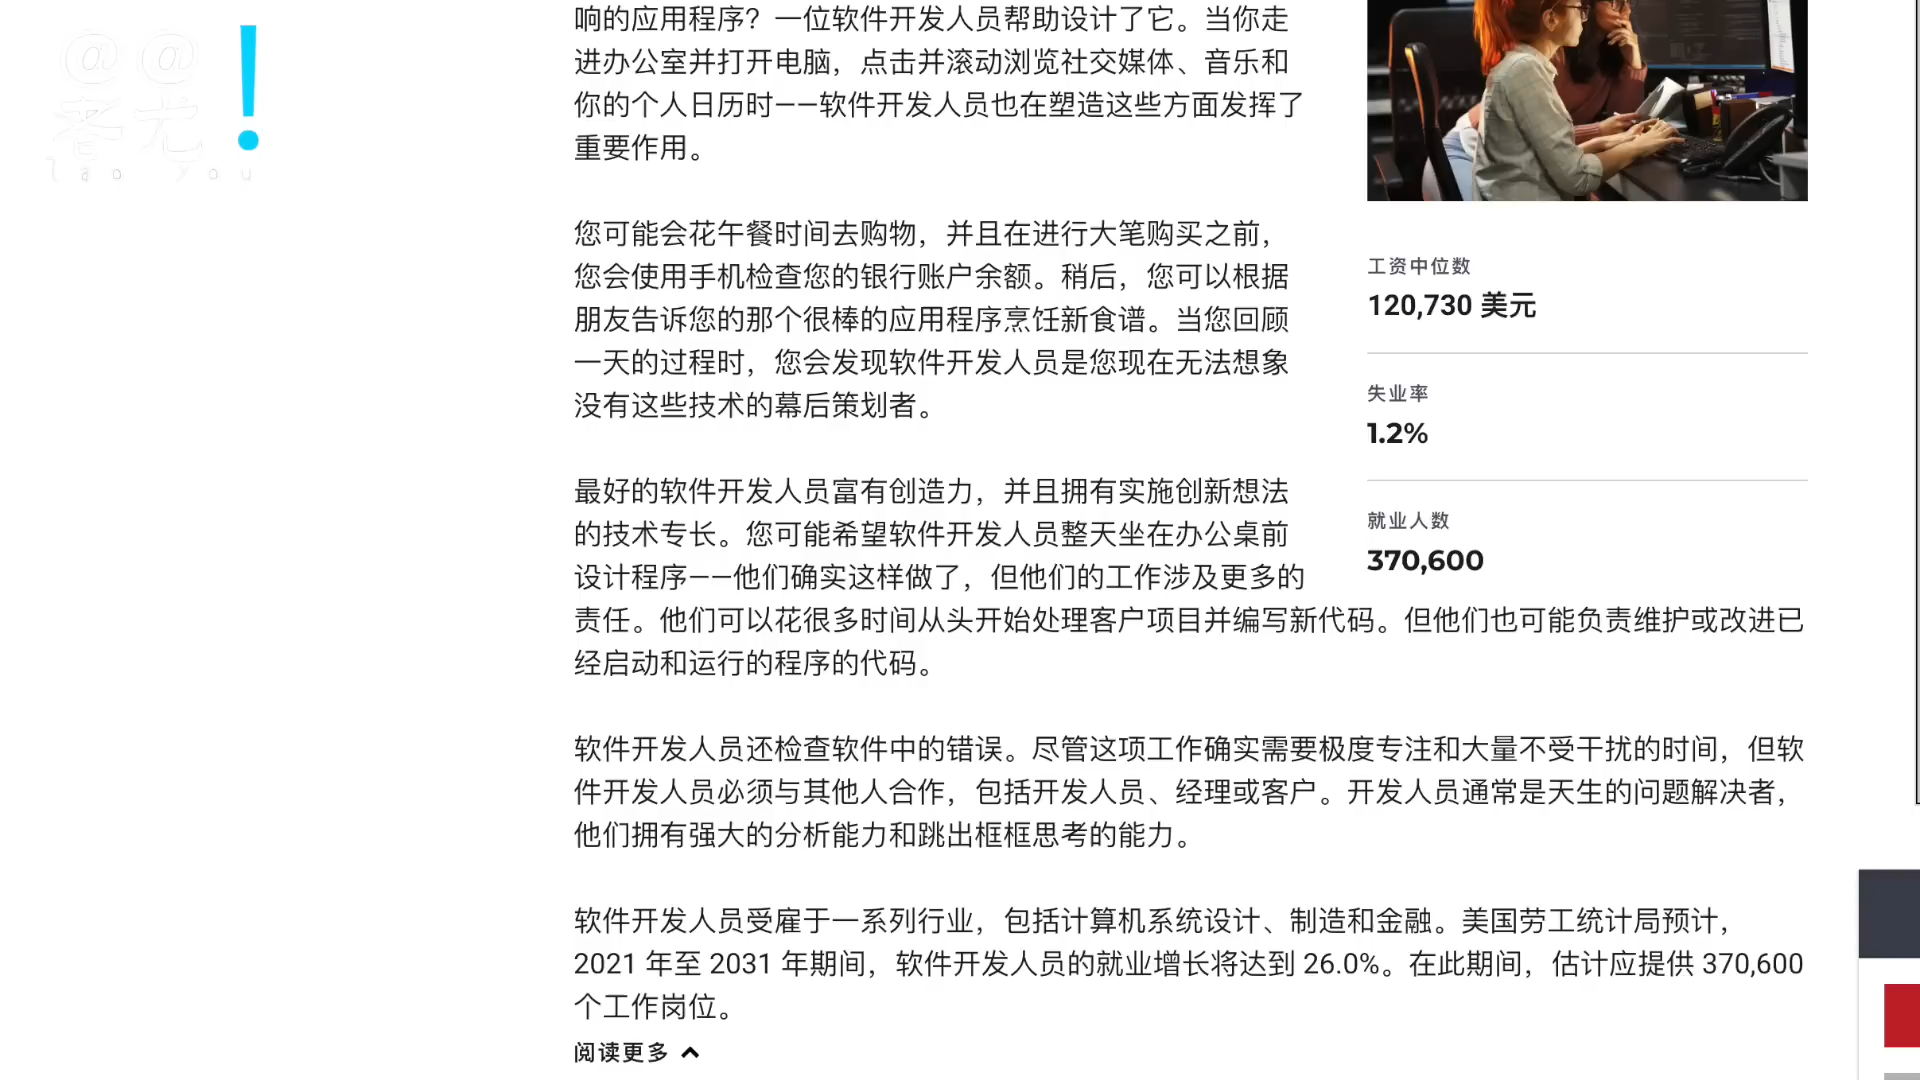 响的应用程序？一位软件开发人员帮助设计了它。当你走
进办公室并打开电脑，点击并滚动浏览社交媒体、音乐和
你的个人日历时——软件开发人员也在塑造这些方面发挥了
重要作用。
您可能会花午餐时间去购物，并且在进行大笔购买之前，
您会使用手机检查您的银行账户余额。稍后，您可以根据
朋友告诉您的那个很棒的应用程序烹饪新食谱。当您回顾
一天的过程时，您会发现软件开发人员是您现在无法想象
没有这些技术的幕后策划者。
最好的软件开发人员富有创造力，并且拥有实施创新想法
的技术专长。您可能希望软件开发人员整天坐在办公桌前
设计程序——他们确实这样做了，但他们的工作涉及更多的
责任。他们可以花很多时间从头开始处理客户项目并编写新代码。但他们也可能负责维护或改进已
经启动和运行的程序的代码。
软件开发人员还检查软件中的错误。尽管这项工作确实需要极度专注和大量不受干扰的时间，但软
件开发人员必须与其他人合作，包括开发人员、经理或客户。开发人员通常是天生的问题解决者，
他们拥有强大的分析能力和跳出框框思考的能力。
软件开发人员受雇于一系列行业，包括计算机系统设计、制造和金融。美国劳工统计局预计，
2021 年至 2031 年期间，软件开发人员的就业增长将达到 26.0%。在此期间，估计应提供 370,600
个工作岗位。
阅读更多
工资中位数
120,730 美元
失业率
1.2%
就业人数
370,600
@@
!
lao you